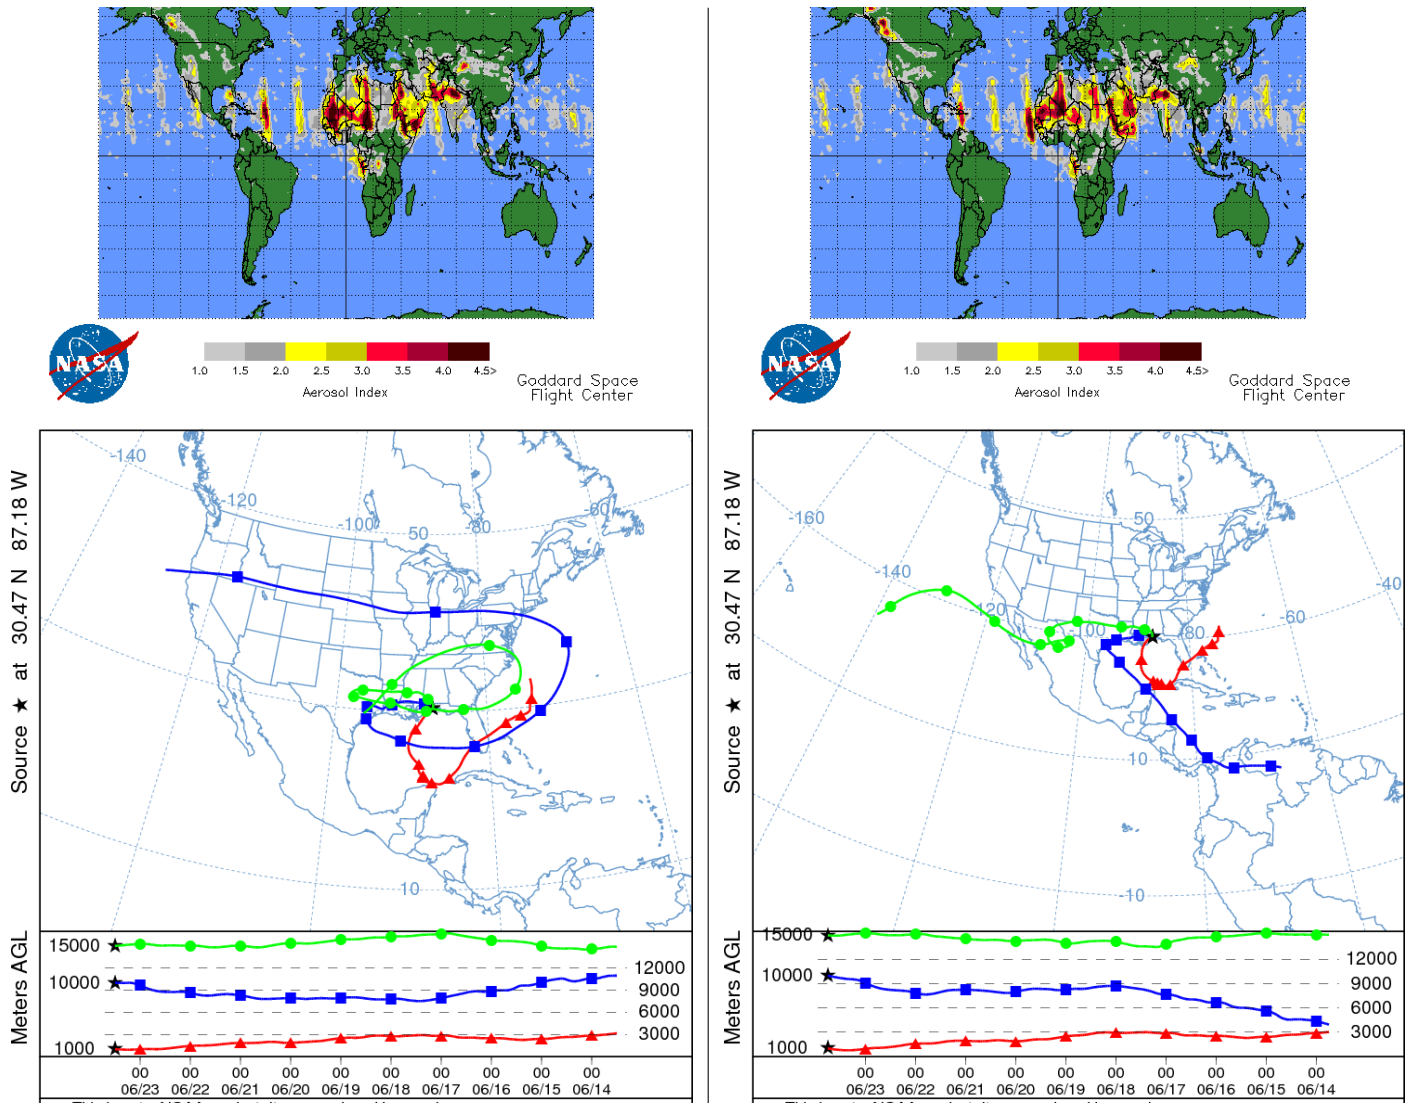 NASA
1.0 1.5 2.0 2.5 3.0 3.5 4.0 4.5>
Aerosol Index
Goddard Space
Flight Center
NASA
1.0 1.5 2.0 2.5 3.0 3.5 4.0 4.5>
Aerosol Index
Goddard Space
Flight Center
Source ★ at 30.47 N 87.18 W
-140
-120
-100
50
-80
-60
10
Meters AGL
15000
10000
1000
12000
9000
6000
3000
00 00 00 00 00 00 00 00 00 00
06/23 06/22 06/21 06/20 06/19 06/18 06/17 06/16 06/15 06/14
Source ★ at 30.47 N 87.18 W
-160
-140
-120
-100
50
-80
-60
-40
10
-10
Meters AGL
15000
10000
1000
12000
9000
6000
3000
00 00 00 00 00 00 00 00 00 00
06/23 06/22 06/21 06/20 06/19 06/18 06/17 06/16 06/15 06/14